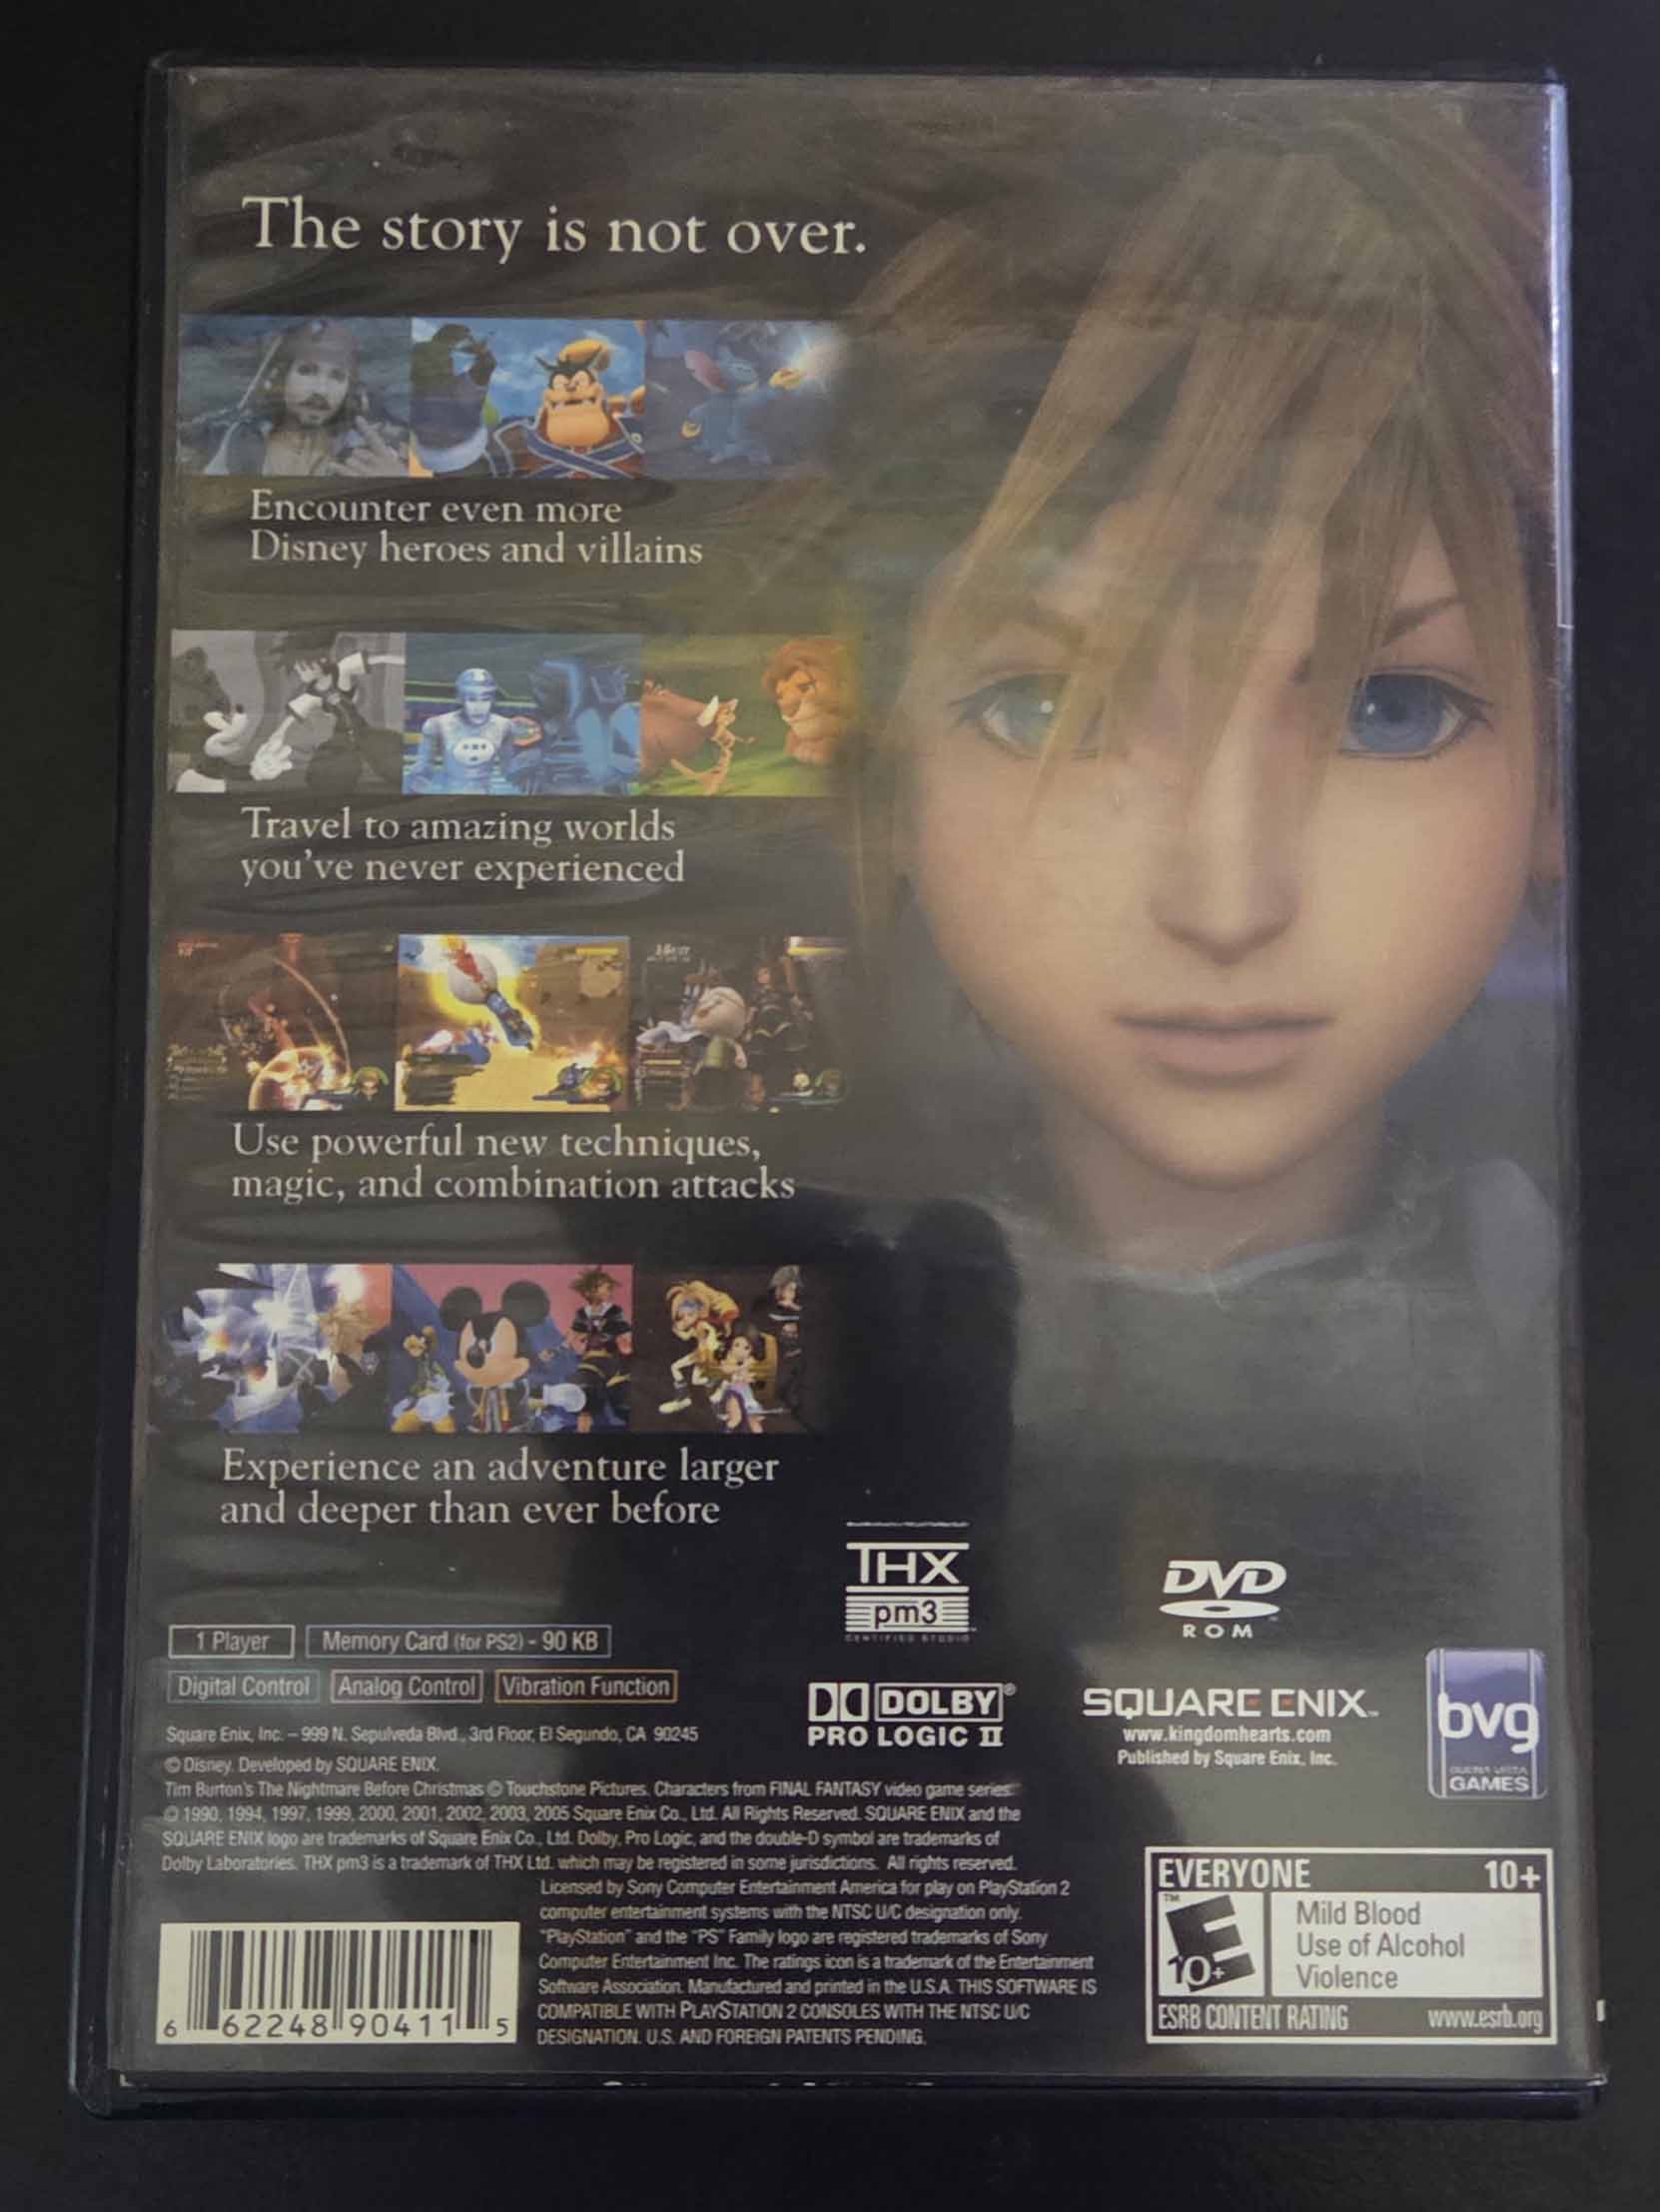 The story is not over.
Encounter even more
Disney heroes and villains
Travel to amazing worlds
you've never experienced
Use powerful new techniques,
magic, and combination attacks
Experience an adventure larger
and deeper than ever before
THX
pm3
CERTIFIED STUDIO
DVD
ROM
1 Player
Memory Card (for PS2) - 90 KB
Digital Control
Analog Control
Vibration Function
DOLBY®
PRO LOGIC II
SQUARE ENIX™
www.kingdomhearts.com
Published by Square Enix, Inc.
bvg
BUENA VISTA
GAMES
Square Enix, Inc. – 999 N. Sepulveda Blvd., 3rd Floor, El Segundo, CA 90245
© Disney. Developed by SQUARE ENIX.
Tim Burton's The Nightmare Before Christmas © Touchstone Pictures. Characters from FINAL FANTASY video game series:
© 1990, 1994, 1997, 1999, 2000, 2001, 2002, 2003, 2005 Square Enix Co., Ltd. All Rights Reserved. SQUARE ENIX and the
SQUARE ENIX logo are trademarks of Square Enix Co., Ltd. Dolby, Pro Logic, and the double-D symbol are trademarks of
Dolby Laboratories. THX pm3 is a trademark of THX Ltd. which may be registered in some jurisdictions. All rights reserved.
Licensed by Sony Computer Entertainment America for play on PlayStation 2
computer entertainment systems with the NTSC U/C designation only.
"PlayStation" and the "PS" Family logo are registered trademarks of Sony
Computer Entertainment Inc. The ratings icon is a trademark of the Entertainment
Software Association. Manufactured and printed in the U.S.A. THIS SOFTWARE IS
COMPATIBLE WITH PLAYSTATION 2 CONSOLES WITH THE NTSC U/C
DESIGNATION. U.S. AND FOREIGN PATENTS PENDING.
6 62248 90411 5
EVERYONE 10+
™
E
10+
Mild Blood
Use of Alcohol
Violence
ESRB CONTENT RATING www.esrb.org